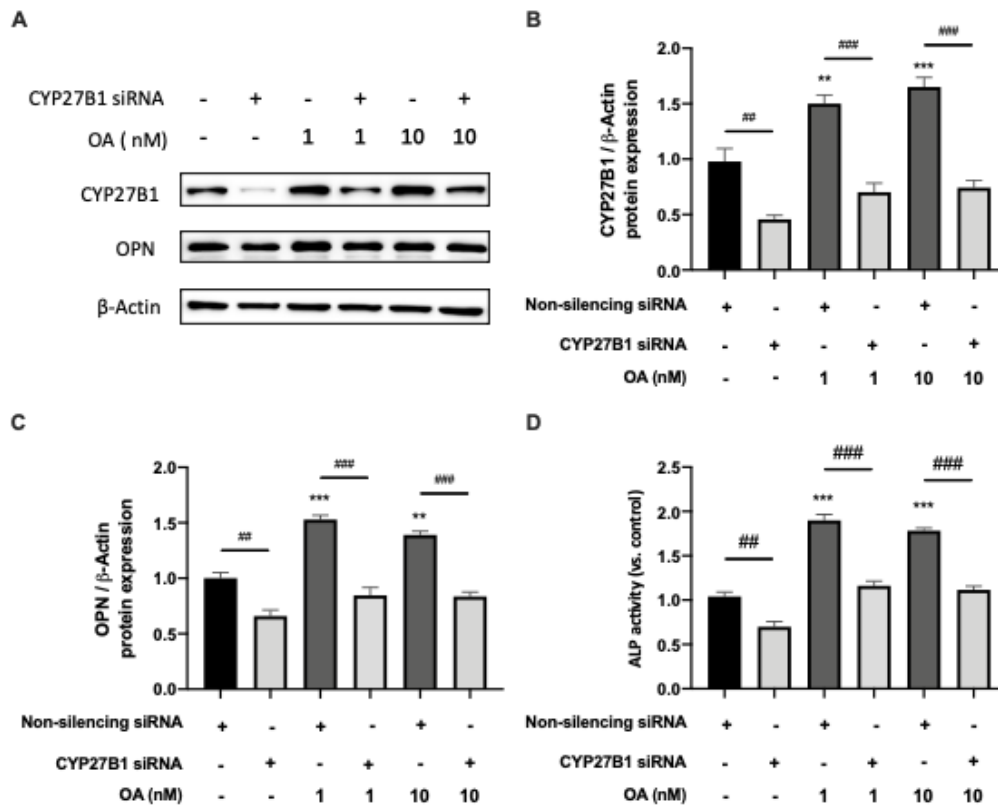 A
CYP27B1 siRNA - + - + - +
OA ( nM) - - 1 1 10 10
CYP27B1
OPN
β-Actin
B
CYP27B1 / β-Actin
protein expression
2.0
1.5
1.0
0.5
0.0
##
**
###
***
###
Non-silencing siRNA + - + - + -
CYP27B1 siRNA - + - + - +
OA (nM) - - 1 1 10 10
C
OPN / β-Actin
protein expression
2.0
1.5
1.0
0.5
0.0
##
***
###
**
###
Non-silencing siRNA + - + - + -
CYP27B1 siRNA - + - + - +
OA (nM) - - 1 1 10 10
D
ALP activity (vs. control)
2.5
2.0
1.5
1.0
0.5
0.0
##
***
###
***
###
Non-silencing siRNA + - + - + -
CYP27B1 siRNA - + - + - +
OA (nM) - - 1 1 10 10